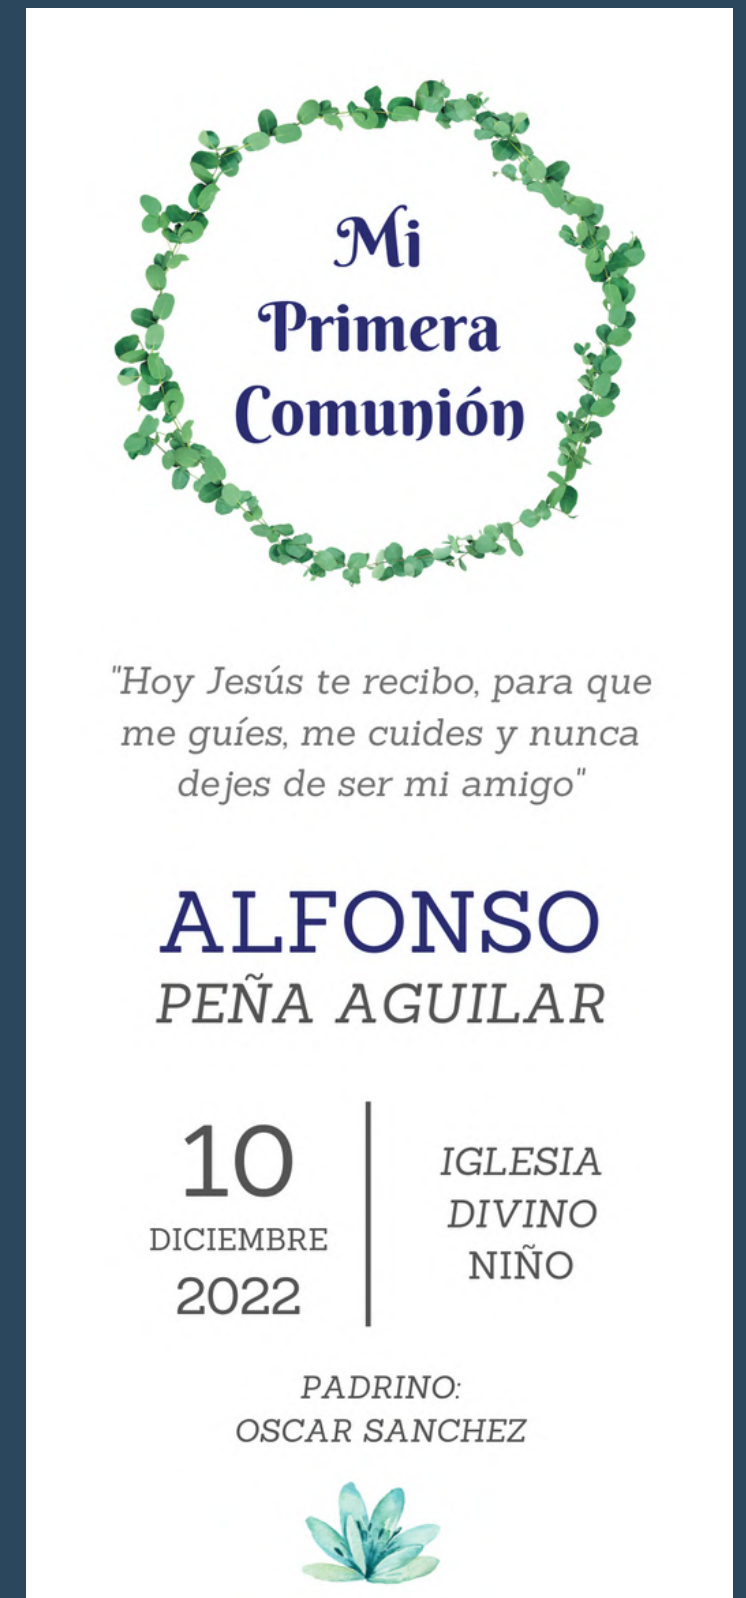 Mi
Primera
Comunión
"Hoy Jesús te recibo, para que
me guíes, me cuides y nunca
dejes de ser mi amigo"
ALFONSO
PEÑA AGUILAR
10
DICIEMBRE
2022
IGLESIA
DIVINO
NIÑO
PADRINO:
OSCAR SANCHEZ